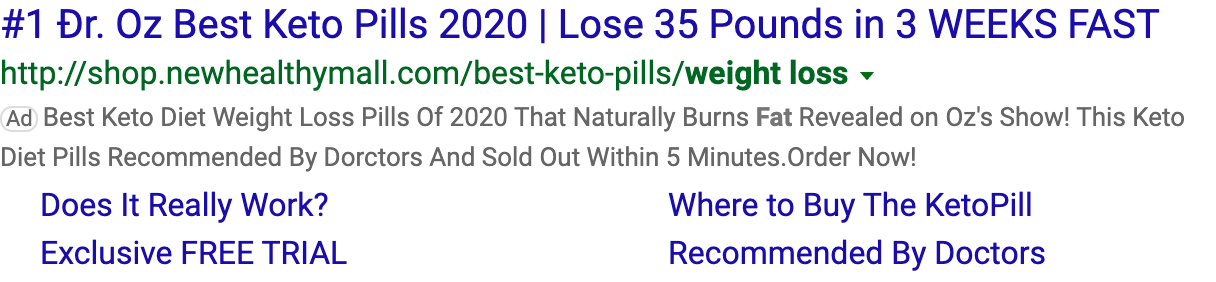 #1 Đr. Oz Best Keto Pills 2020 | Lose 35 Pounds in 3 WEEKS FAST
http://shop.newhealthymall.com/best-keto-pills/weight loss
Ad Best Keto Diet Weight Loss Pills Of 2020 That Naturally Burns Fat Revealed on Oz's Show! This Keto
Diet Pills Recommended By Dorctors And Sold Out Within 5 Minutes.Order Now!
Does It Really Work? Where to Buy The KetoPill
Exclusive FREE TRIAL Recommended By Doctors